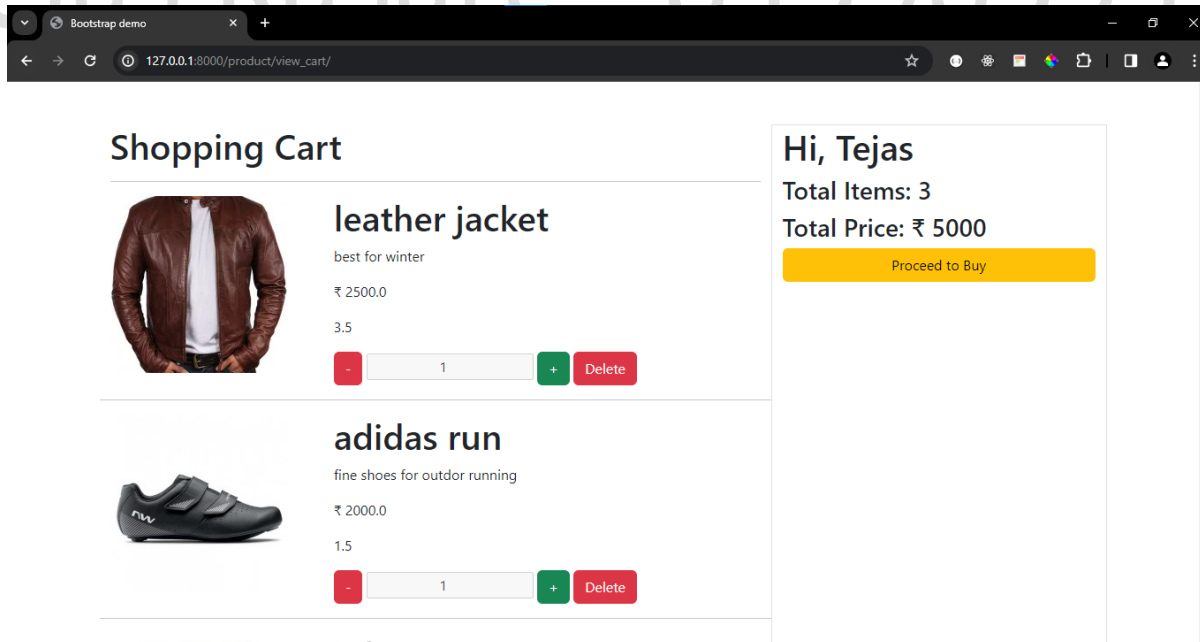 Bootstrap demo
127.0.0.1:8000/product/view_cart/
Shopping Cart
leather jacket
best for winter
₹ 2500.0
3.5
- 1 + Delete
adidas run
fine shoes for outdor running
₹ 2000.0
1.5
- 1 + Delete
nw
Hi, Tejas
Total Items: 3
Total Price: ₹ 5000
Proceed to Buy